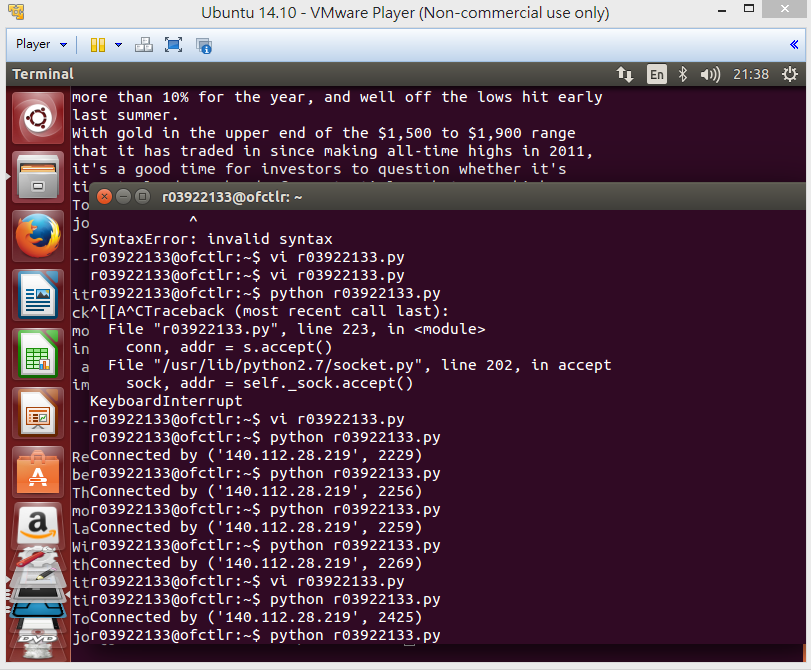 Ubuntu 14.10 - VMware Player (Non-commercial use only)
Player
Terminal
En
21:38
more than 10% for the year, and well off the lows hit early
last summer.
With gold in the upper end of the $1,500 to $1,900 range
that it has traded in since making all-time highs in 2011,
it's a good time for investors to question whether it's
ti
To
jo
--
it
ck
mo
in
a
im
--
Re
be
Th
mo
la
Wi
th
it
ti
To
jo
r03922133@ofctlr: ~
^
SyntaxError: invalid syntax
r03922133@ofctlr:~$ vi r03922133.py
r03922133@ofctlr:~$ vi r03922133.py
r03922133@ofctlr:~$ python r03922133.py
^[[A^CTraceback (most recent call last):
File "r03922133.py", line 223, in <module>
conn, addr = s.accept()
File "/usr/lib/python2.7/socket.py", line 202, in accept
sock, addr = self._sock.accept()
KeyboardInterrupt
r03922133@ofctlr:~$ vi r03922133.py
r03922133@ofctlr:~$ python r03922133.py
Connected by ('140.112.28.219', 2229)
r03922133@ofctlr:~$ python r03922133.py
Connected by ('140.112.28.219', 2256)
r03922133@ofctlr:~$ python r03922133.py
Connected by ('140.112.28.219', 2259)
r03922133@ofctlr:~$ python r03922133.py
Connected by ('140.112.28.219', 2269)
r03922133@ofctlr:~$ vi r03922133.py
r03922133@ofctlr:~$ python r03922133.py
Connected by ('140.112.28.219', 2425)
r03922133@ofctlr:~$ python r03922133.py
a
DVD